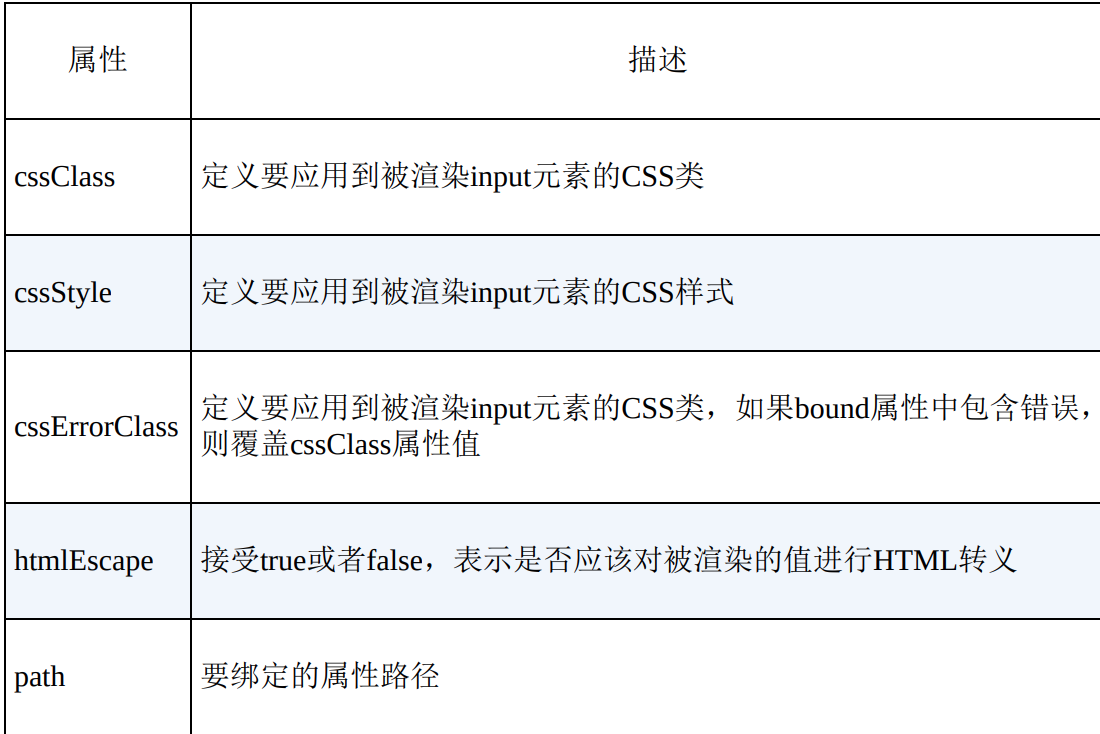 属性 描述
cssClass 定义要应用到被渲染input元素的CSS类
cssStyle 定义要应用到被渲染input元素的CSS样式
cssErrorClass 定义要应用到被渲染input元素的CSS类，如果bound属性中包含错误，
则覆盖cssClass属性值
htmlEscape 接受true或者false，表示是否应该对被渲染的值进行HTML转义
path 要绑定的属性路径